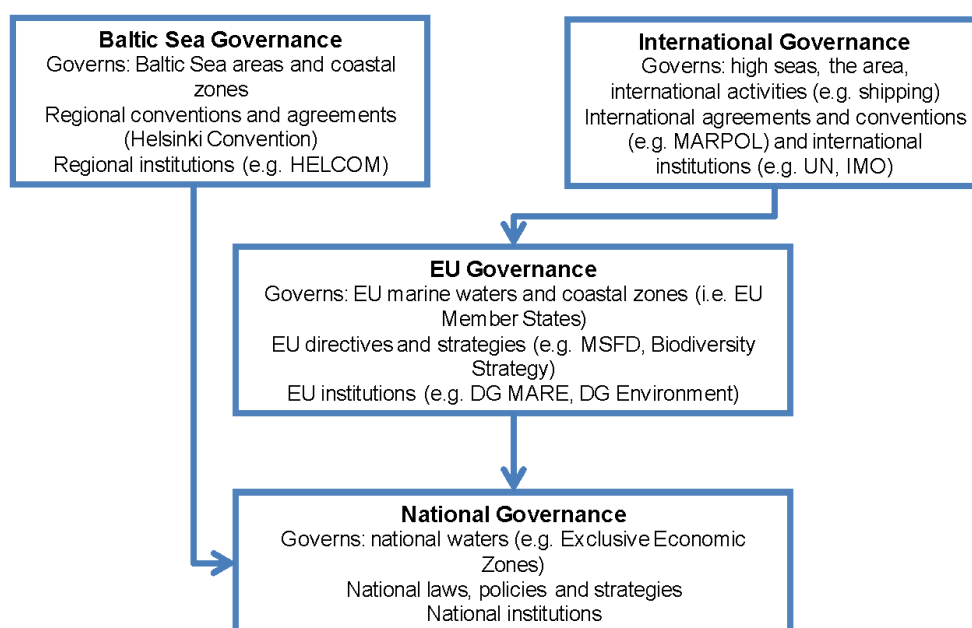 Baltic Sea Governance
Governs: Baltic Sea areas and coastal
zones
Regional conventions and agreements
(Helsinki Convention)
Regional institutions (e.g. HELCOM)
International Governance
Governs: high seas, the area,
international activities (e.g. shipping)
International agreements and conventions
(e.g. MARPOL) and international
institutions (e.g. UN, IMO)
EU Governance
Governs: EU marine waters and coastal zones (i.e. EU
Member States)
EU directives and strategies (e.g. MSFD, Biodiversity
Strategy)
EU institutions (e.g. DG MARE, DG Environment)
National Governance
Governs: national waters (e.g. Exclusive Economic
Zones)
National laws, policies and strategies
National institutions